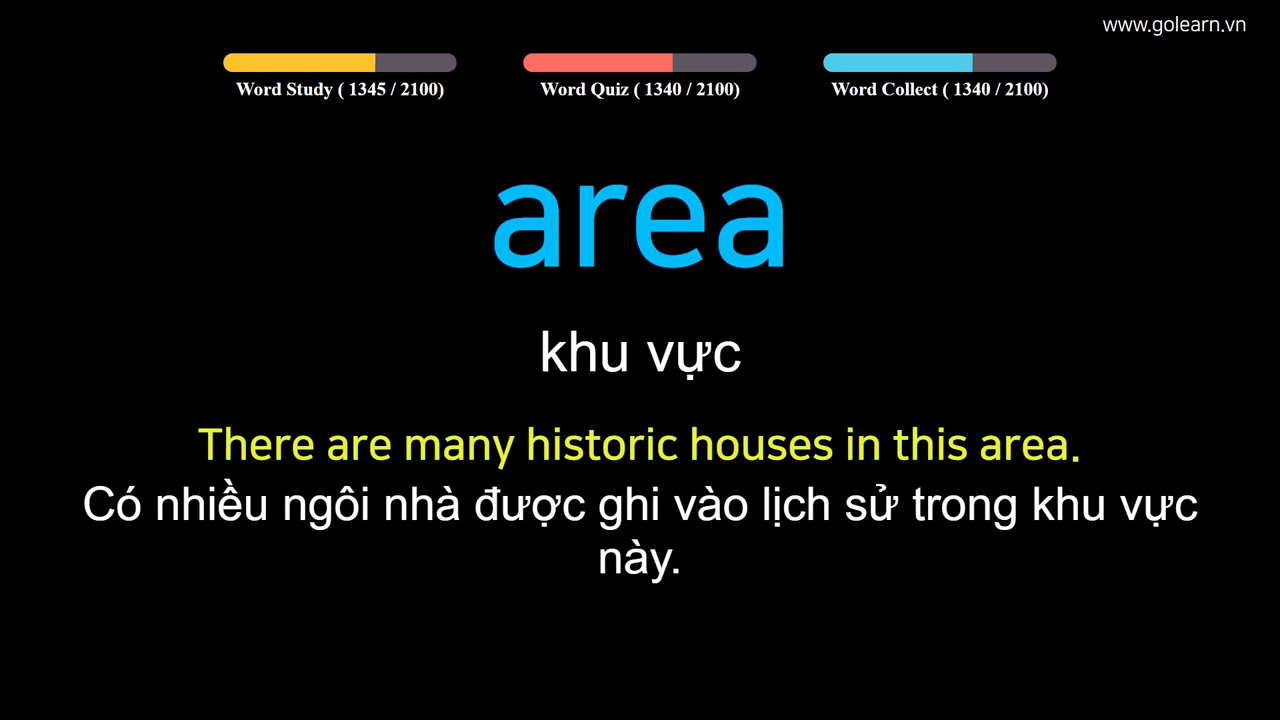 www.golearn.vn
Word Study ( 1345 / 2100)
Word Quiz ( 1340 / 2100)
Word Collect ( 1340 / 2100)
area
khu vực
There are many historic houses in this area.
Có nhiều ngôi nhà được ghi vào lịch sử trong khu vực
này.